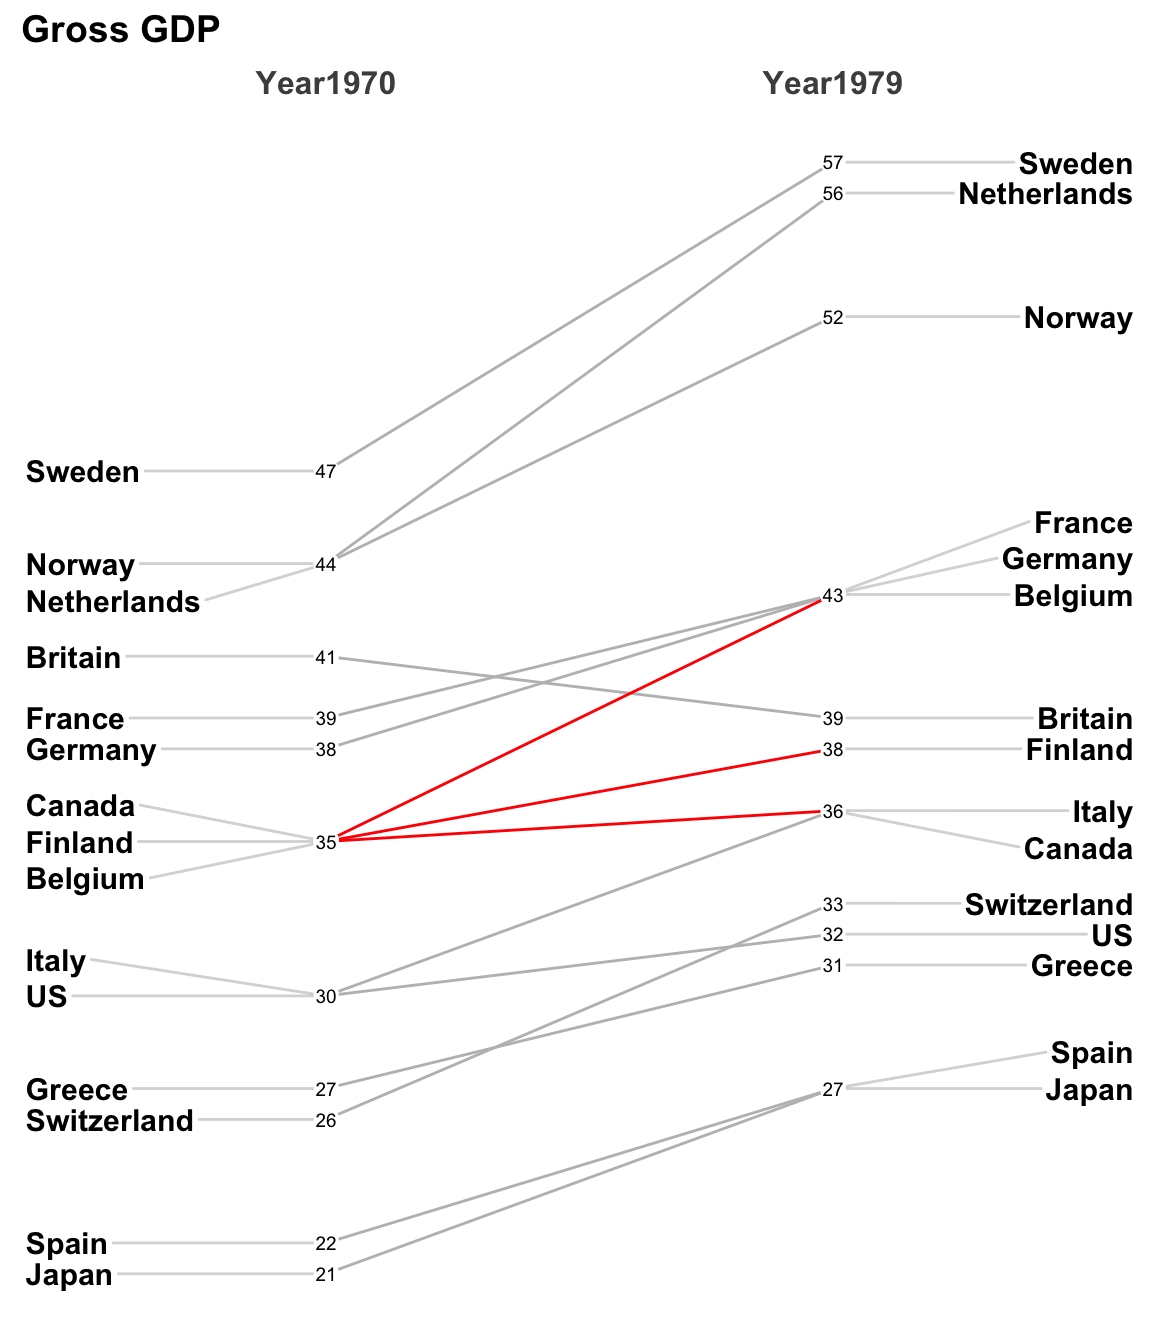 Gross GDP
Year1970 Year1979
57 Sweden
56 Netherlands
52 Norway
Sweden 47
France
Norway 44 Germany
Netherlands 43 Belgium
Britain 41
France 39 39 Britain
Germany 38 38 Finland
Canada 36 Italy
Finland 35 Canada
Belgium
33 Switzerland
32 US
Italy 31 Greece
US 30
Spain
Greece 27 27 Japan
Switzerland 26
Spain 22
Japan 21